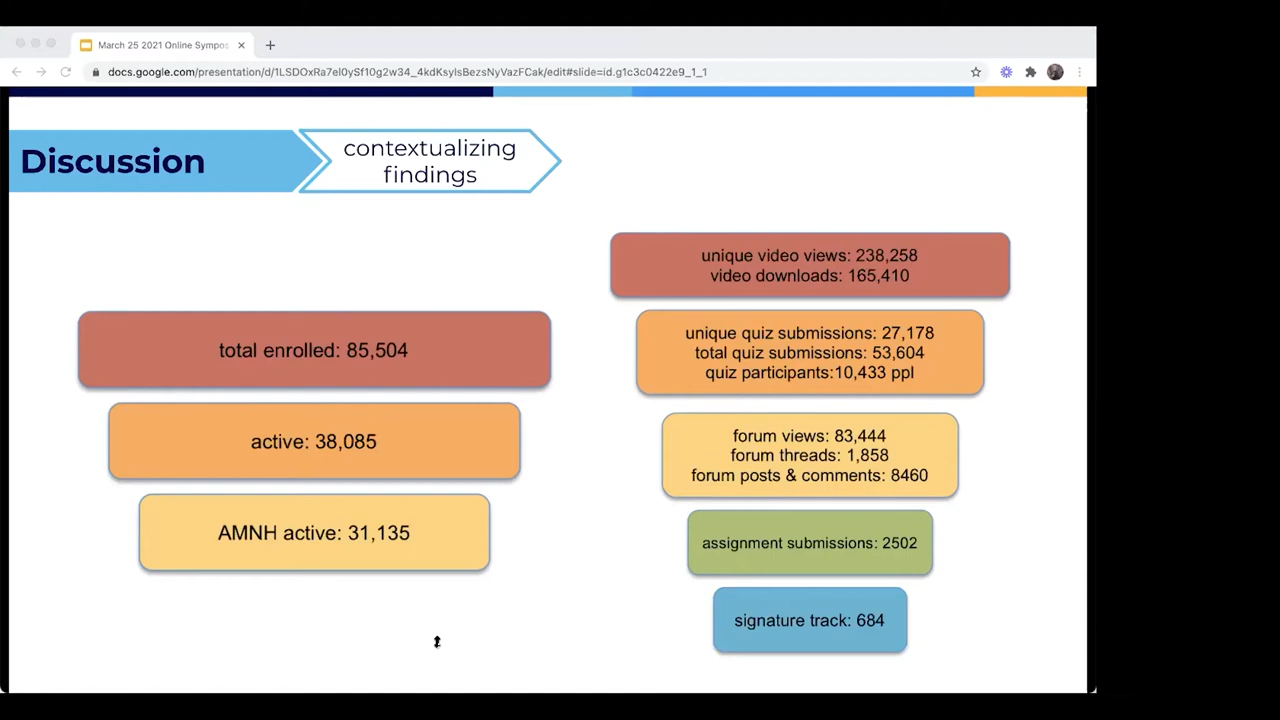 March 25 2021 Online Sympos
docs.google.com/presentation/d/1LSDOxRa7el0ySf10g2w34_4kdKsylsBezsNyVazFCak/edit#slide=id.g1c3c0422e9_1_1
Discussion
contextualizing
findings
total enrolled: 85,504
active: 38,085
AMNH active: 31,135
unique video views: 238,258
video downloads: 165,410
unique quiz submissions: 27,178
total quiz submissions: 53,604
quiz participants:10,433 ppl
forum views: 83,444
forum threads: 1,858
forum posts & comments: 8460
assignment submissions: 2502
signature track: 684